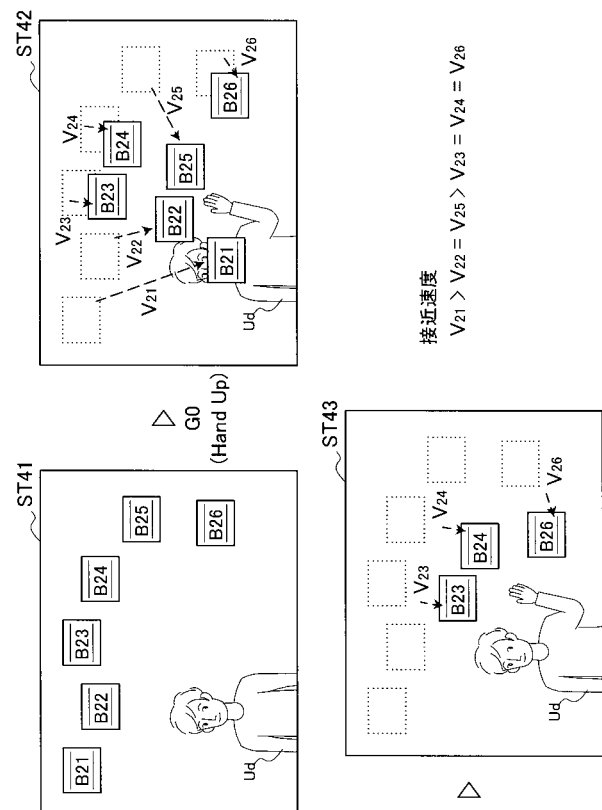 ST41
B21
B22
B23
B24
B25
B26
Ud
G0
(Hand Up)
ST42
V21
V22
V23
V24
V25
V26
B21
B22
B23
B24
B25
B26
Ud
ST43
V23
V24
V26
B23
B24
B26
Ud
接近速度
V21 > V22 = V25 > V23 = V24 = V26